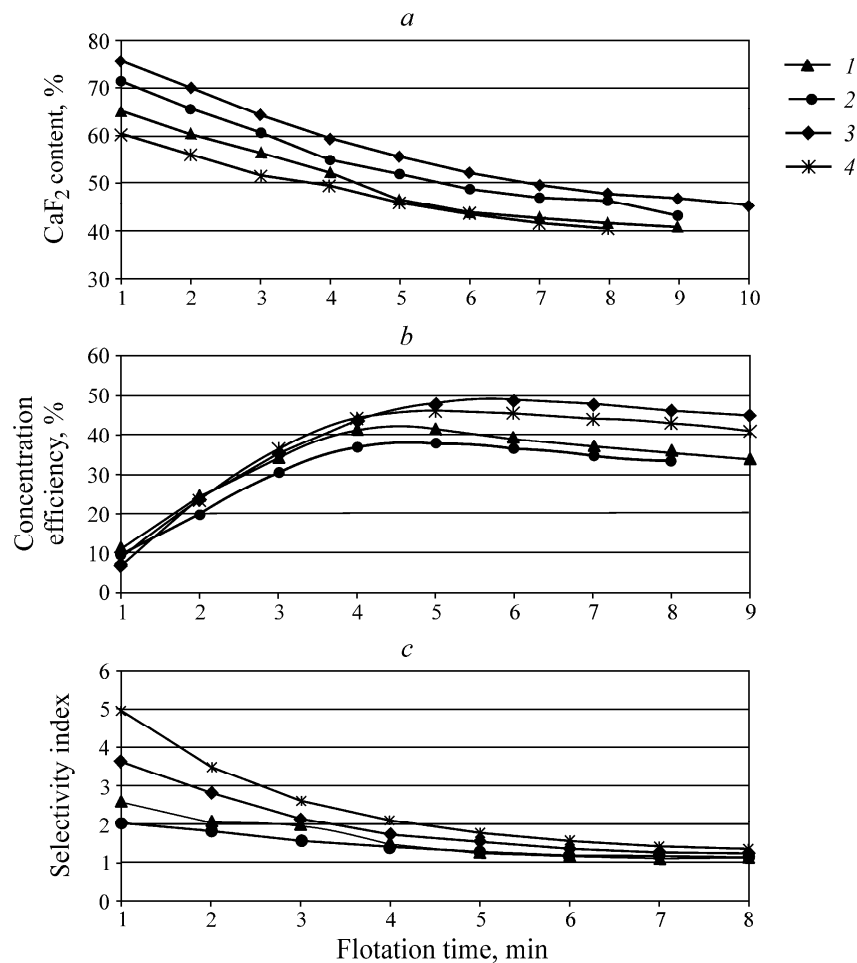 a
80
70
60
50
40
30
CaF2 content, %
1 2 3 4 5 6 7 8 9 10
1
2
3
4
b
60
50
40
30
20
10
0
Concentration
efficiency, %
1 2 3 4 5 6 7 8 9
c
6
5
4
3
2
1
0
Selectivity index
1 2 3 4 5 6 7 8
Flotation time, min